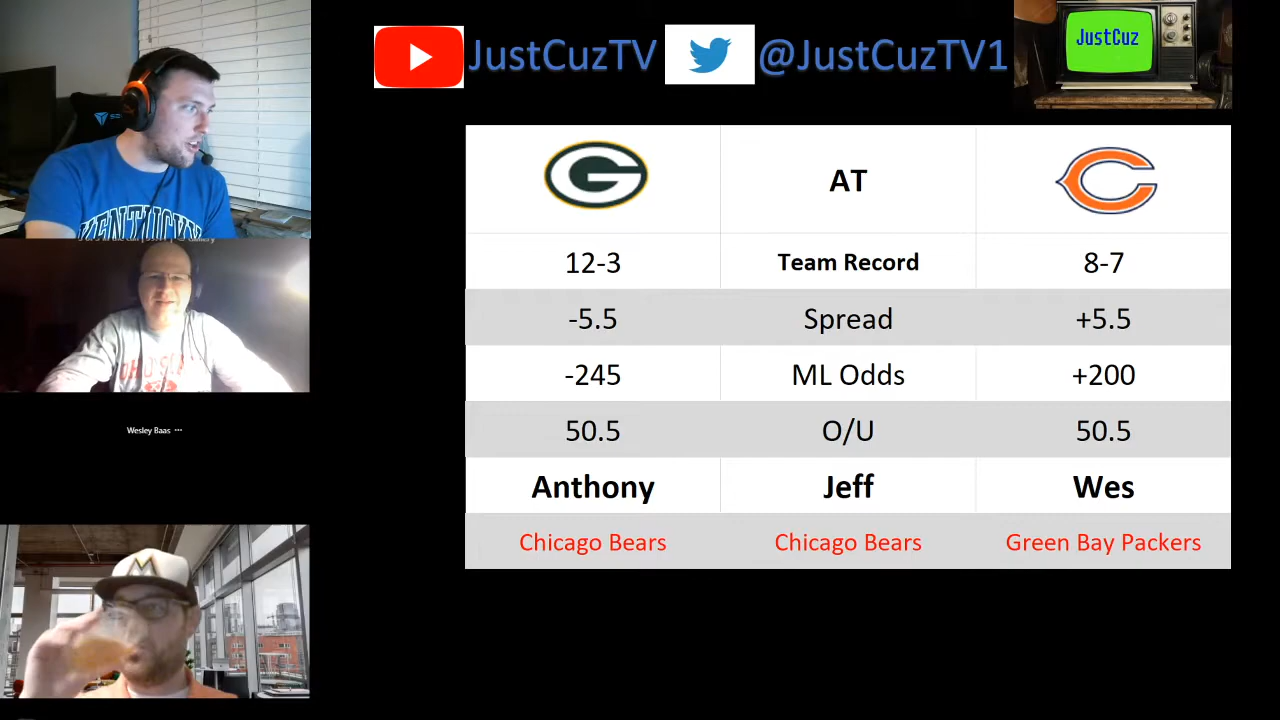 JustCuzTV @JustCuzTV1
JustCuz
AT
12-3 Team Record 8-7
-5.5 Spread +5.5
-245 ML Odds +200
50.5 O/U 50.5
Anthony Jeff Wes
Chicago Bears Chicago Bears Green Bay Packers
KENTUCKY
Wesley Baas ···
M